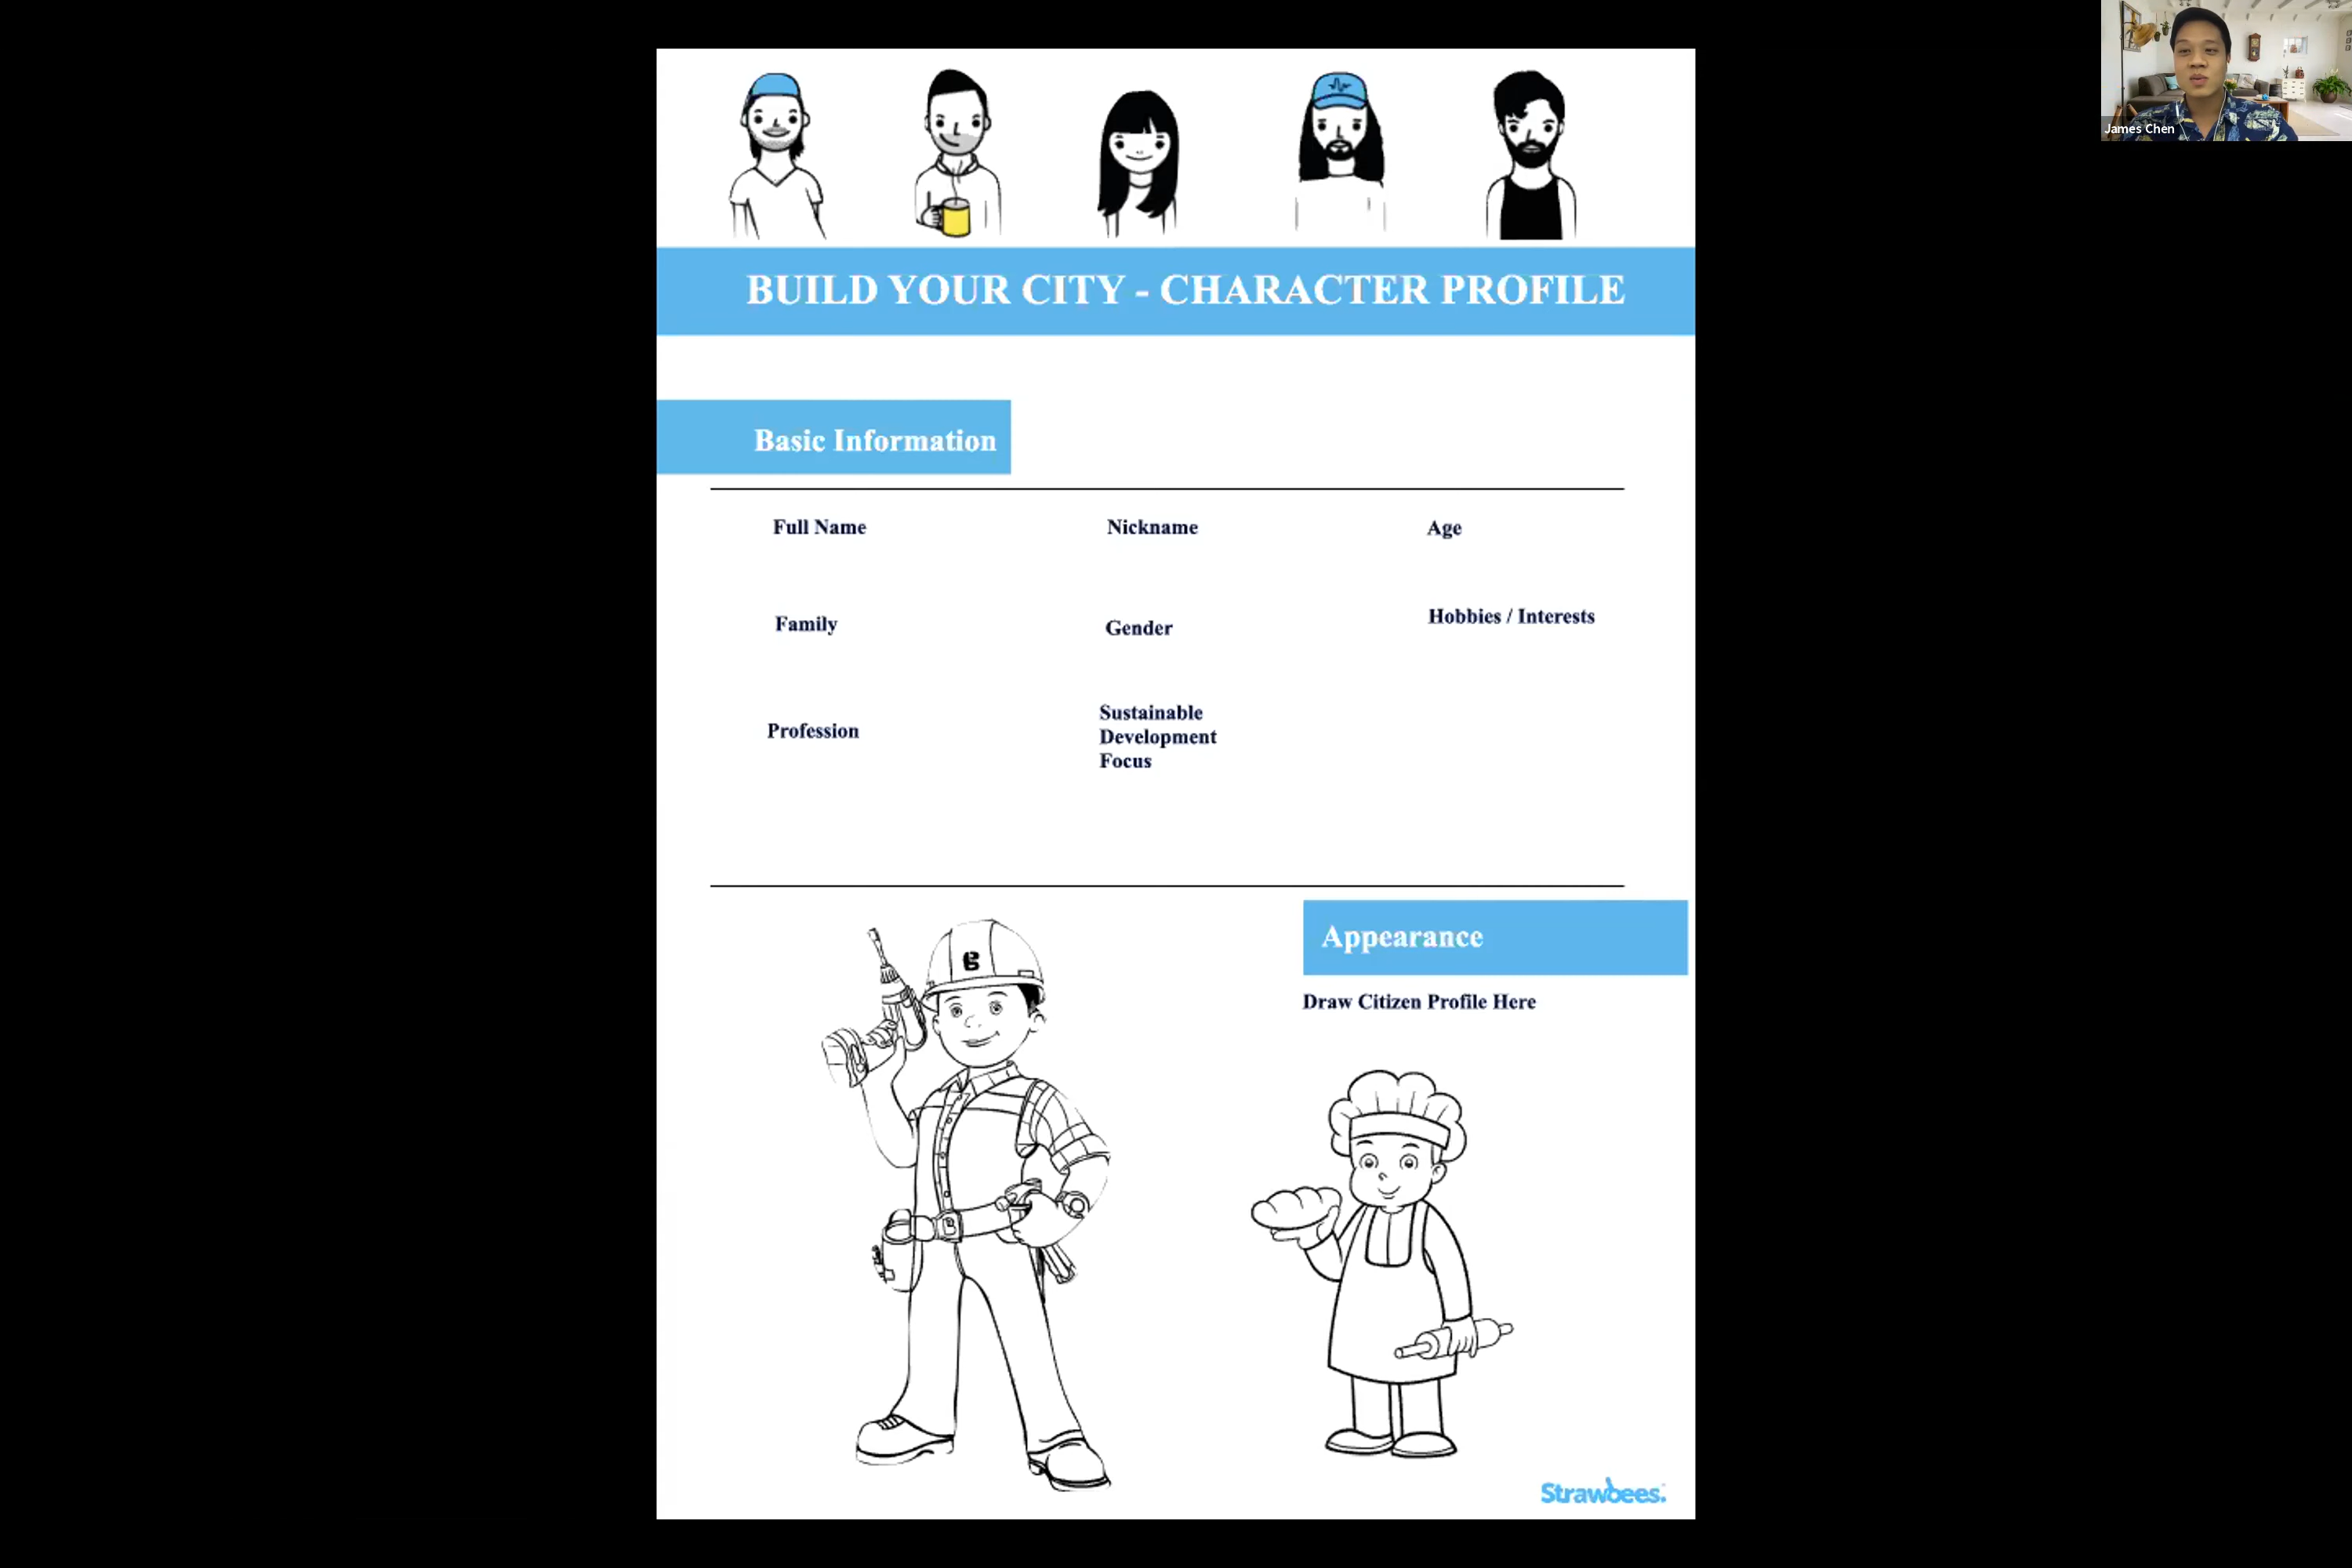 James Chen
BUILD YOUR CITY - CHARACTER PROFILE
Basic Information
Full Name
Nickname
Age
Family
Gender
Hobbies / Interests
Profession
Sustainable
Development
Focus
Appearance
Draw Citizen Profile Here
Strawbees.